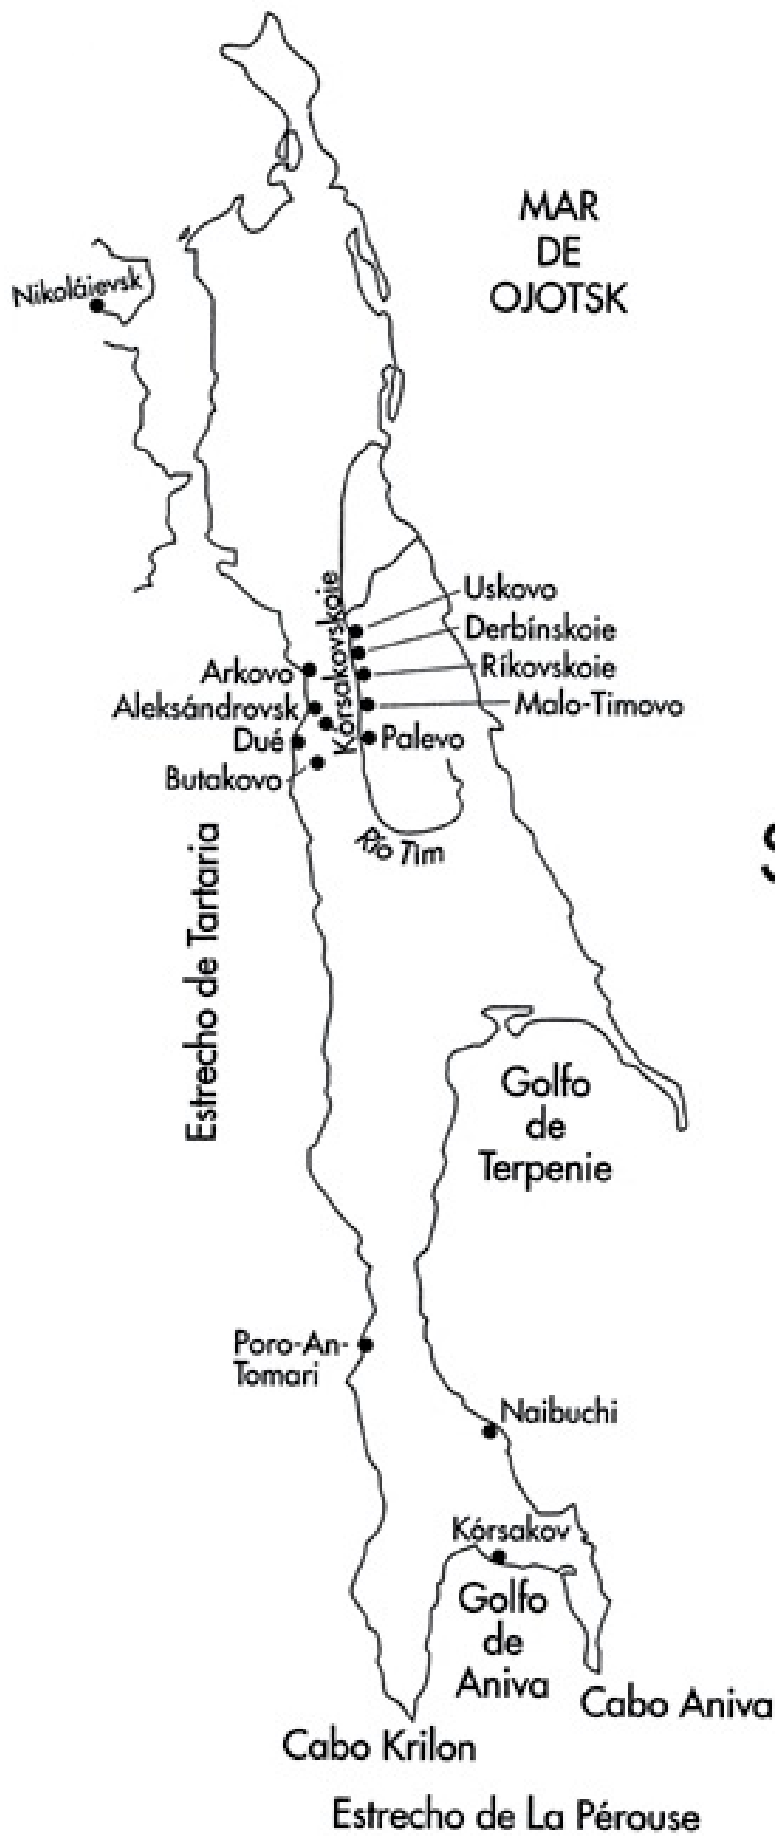 MAR
DE
OJOTSK
Nikoláievsk
Uskovo
Derbínskoie
Korsakovskoie
Arkovo
Ríkovskoie
Aleksándrovsk
Malo-Timovo
Dué
Palevo
Butakovo
Río Tim
S
Estrecho de Tartaria
Golfo
de
Terpenie
Poro-An-
Tomari
Naibuchi
Kórsakov
Golfo
de
Aniva
Cabo Aniva
Cabo Krilon
Estrecho de La Pérouse